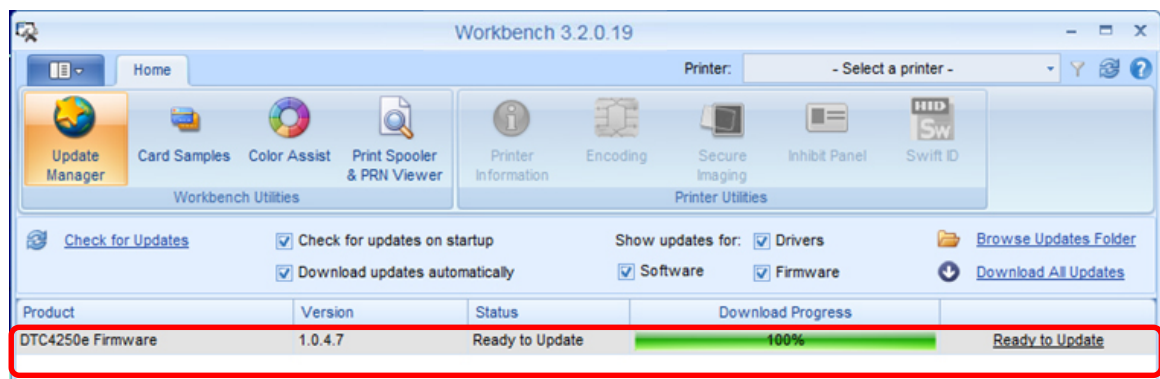 Workbench 3.2.0.19
Home
Printer:
- Select a printer -
Update Manager
Card Samples
Color Assist
Print Spooler & PRN Viewer
Printer Information
Encoding
Secure Imaging
Inhibit Panel
HID
Sw
Swift ID
Workbench Utilities
Printer Utilities
Check for Updates
Check for updates on startup
Show updates for:
Drivers
Browse Updates Folder
Download updates automatically
Software
Firmware
Download All Updates
Product
Version
Status
Download Progress
DTC4250e Firmware
1.0.4.7
Ready to Update
100%
Ready to Update